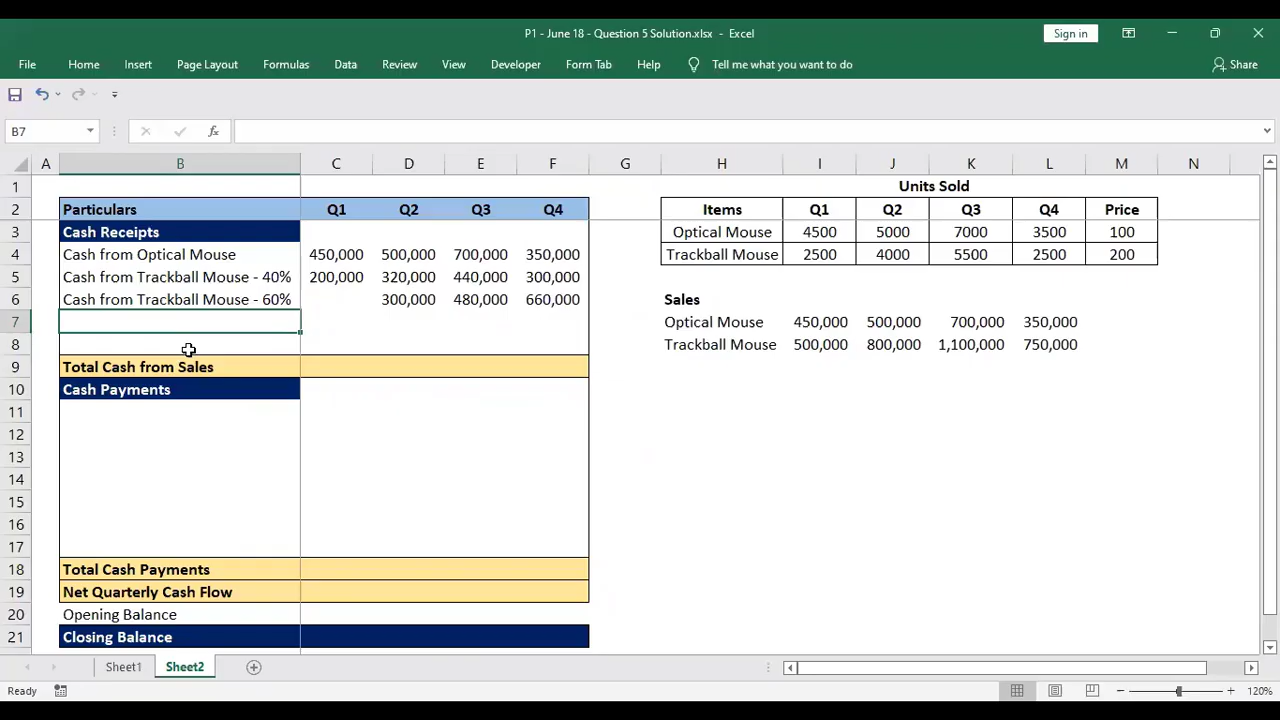 P1 - June 18 - Question 5 Solution.xlsx - Excel
Sign in
File Home Insert Page Layout Formulas Data Review View Developer Form Tab Help Tell me what you want to do Share
B7 fx
A B C D E F G H I J K L M N
1 Units Sold
2 Particulars Q1 Q2 Q3 Q4 Items Q1 Q2 Q3 Q4 Price
3 Cash Receipts Optical Mouse 4500 5000 7000 3500 100
4 Cash from Optical Mouse 450,000 500,000 700,000 350,000 Trackball Mouse 2500 4000 5500 2500 200
5 Cash from Trackball Mouse - 40% 200,000 320,000 440,000 300,000
6 Cash from Trackball Mouse - 60% 300,000 480,000 660,000 Sales
7 Optical Mouse 450,000 500,000 700,000 350,000
8 Trackball Mouse 500,000 800,000 1,100,000 750,000
9 Total Cash from Sales
10 Cash Payments
11
12
13
14
15
16
17
18 Total Cash Payments
19 Net Quarterly Cash Flow
20 Opening Balance
21 Closing Balance
Sheet1 Sheet2
Ready 120%